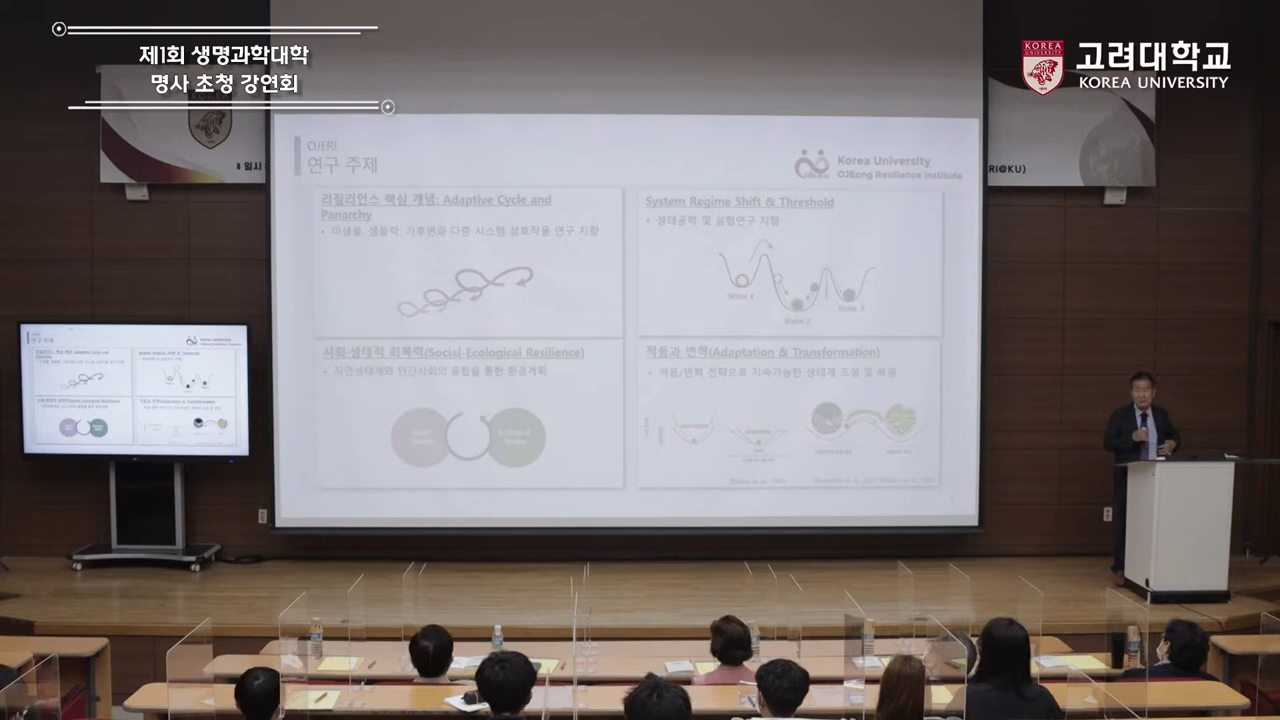 제1회 생명과학대학
명사 초청 강연회
KOREA
고려대학교
KOREA UNIVERSITY
일시
RI@KU)
OJERI
연구 주제
Korea University
OJEong Resilience Institute
리질리언스 핵심 개념: Adaptive Cycle and
Panarchy
• 미생물, 생물학, 기후변화 다중 시스템 상호작용 연구 지향
System Regime Shift & Threshold
• 생태공학 및 실험연구 지향
State 1
State 2
State 3
사회·생태적 회복력(Social-Ecological Resilience)
• 자연생태계와 인간사회의 융합을 통한 환경계획
적응과 변혁(Adaptation & Transformation)
• 적응/변혁 전략으로 지속가능한 생태계 조성 및 복원